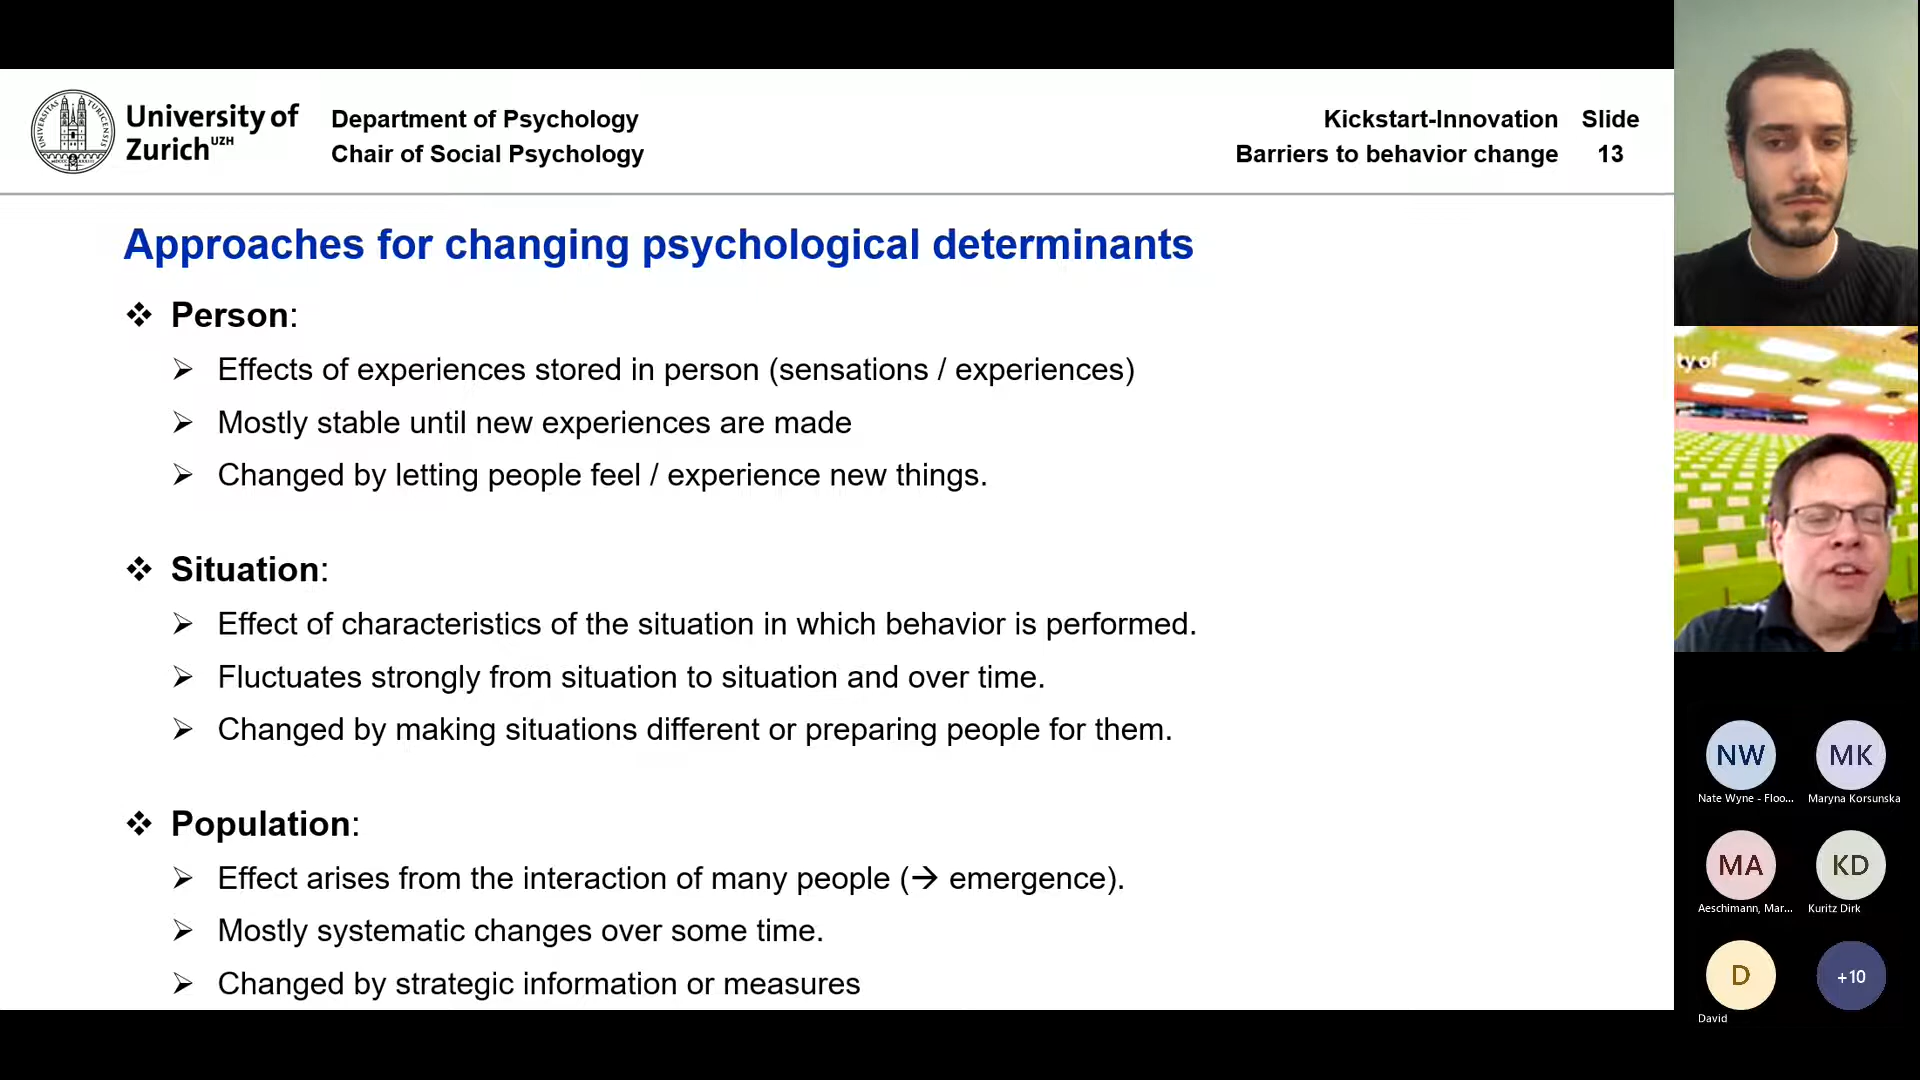 University of
Zurich UZH
Department of Psychology
Chair of Social Psychology
Kickstart-Innovation Slide
Barriers to behavior change 13
Approaches for changing psychological determinants
❖ Person:
➢ Effects of experiences stored in person (sensations / experiences)
➢ Mostly stable until new experiences are made
➢ Changed by letting people feel / experience new things.
❖ Situation:
➢ Effect of characteristics of the situation in which behavior is performed.
➢ Fluctuates strongly from situation to situation and over time.
➢ Changed by making situations different or preparing people for them.
❖ Population:
➢ Effect arises from the interaction of many people (→ emergence).
➢ Mostly systematic changes over some time.
➢ Changed by strategic information or measures
ty of
NW MK
Nate Wyne - Floo... Maryna Korsunska
MA KD
Aeschimann, Mar... Kuritz Dirk
D +10
David